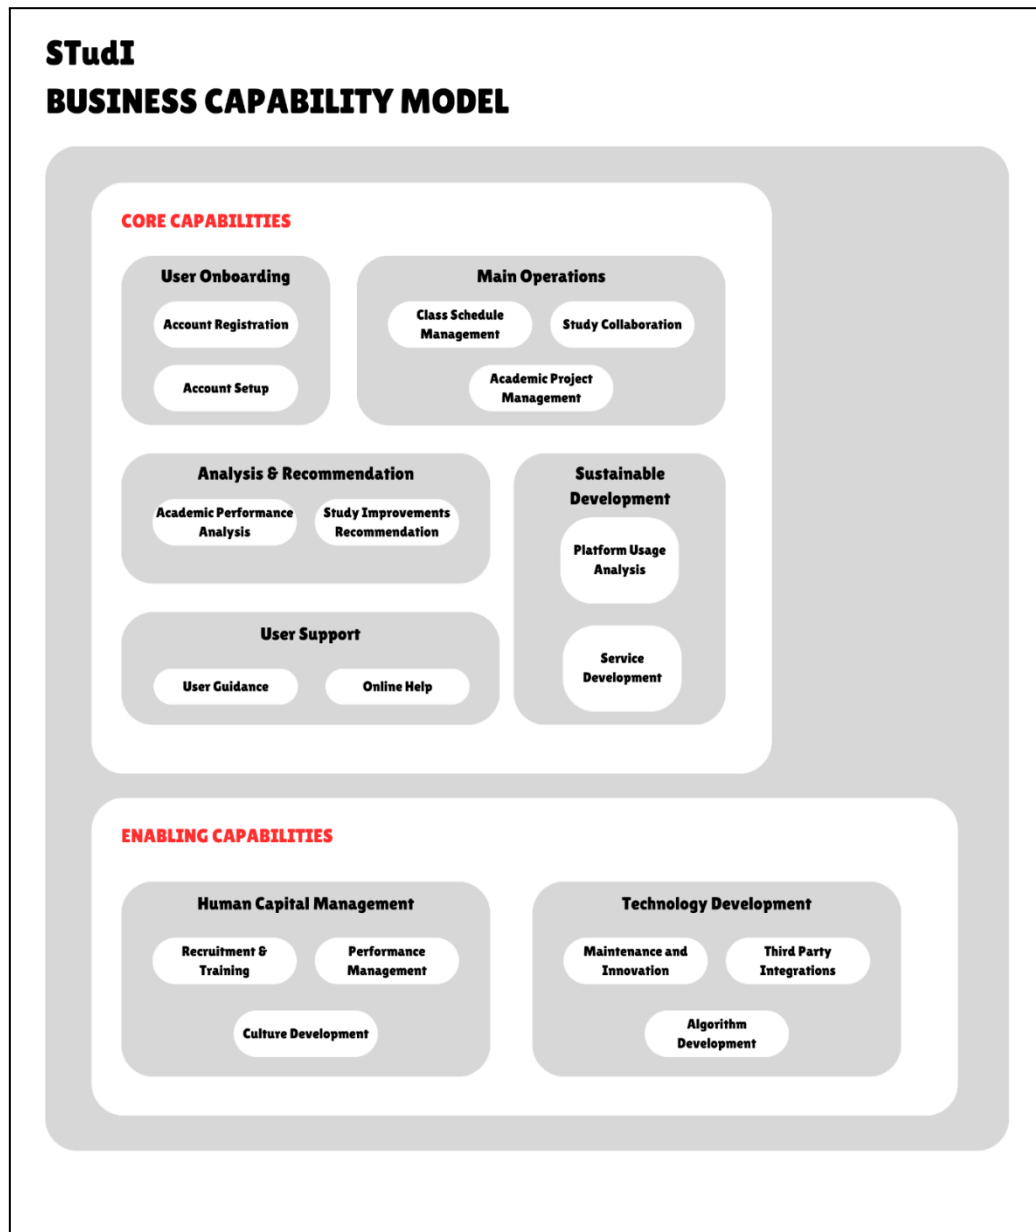 STudI
BUSINESS CAPABILITY MODEL
CORE CAPABILITIES
User Onboarding
Account Registration
Account Setup
Main Operations
Class Schedule
Management
Study Collaboration
Academic Project
Management
Analysis & Recommendation
Academic Performance
Analysis
Study Improvements
Recommendation
Sustainable
Development
Platform Usage
Analysis
Service
Development
User Support
User Guidance
Online Help
ENABLING CAPABILITIES
Human Capital Management
Recruitment &
Training
Performance
Management
Culture Development
Technology Development
Maintenance and
Innovation
Third Party
Integrations
Algorithm
Development